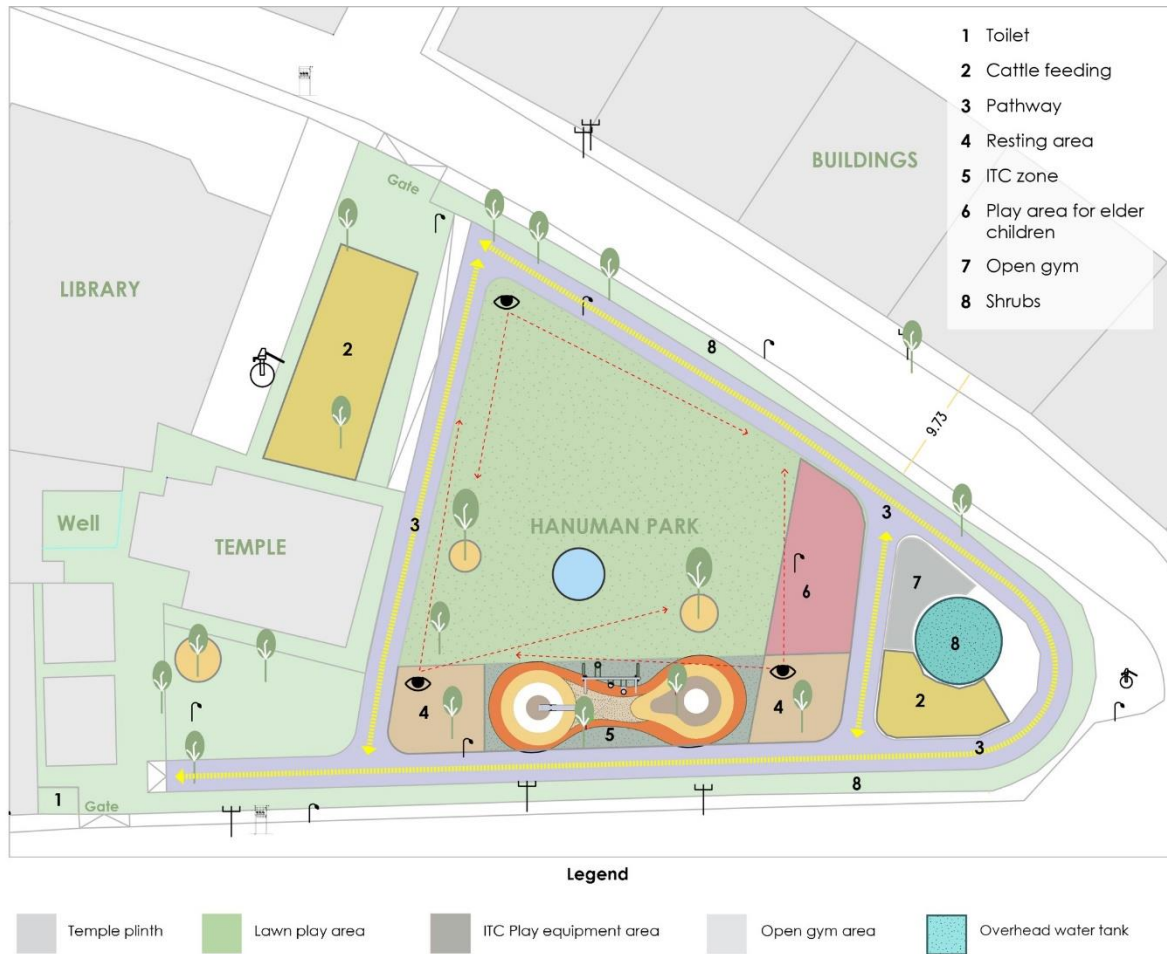 1 Toilet
2 Cattle feeding
3 Pathway
4 Resting area
5 ITC zone
6 Play area for elder
children
7 Open gym
8 Shrubs
BUILDINGS
Gate
LIBRARY
2
8
9.73
Well
TEMPLE
3
HANUMAN PARK
3
7
6
8
4
4
2
5
3
8
1
Gate
Legend
Temple plinth
Lawn play area
ITC Play equipment area
Open gym area
Overhead water tank